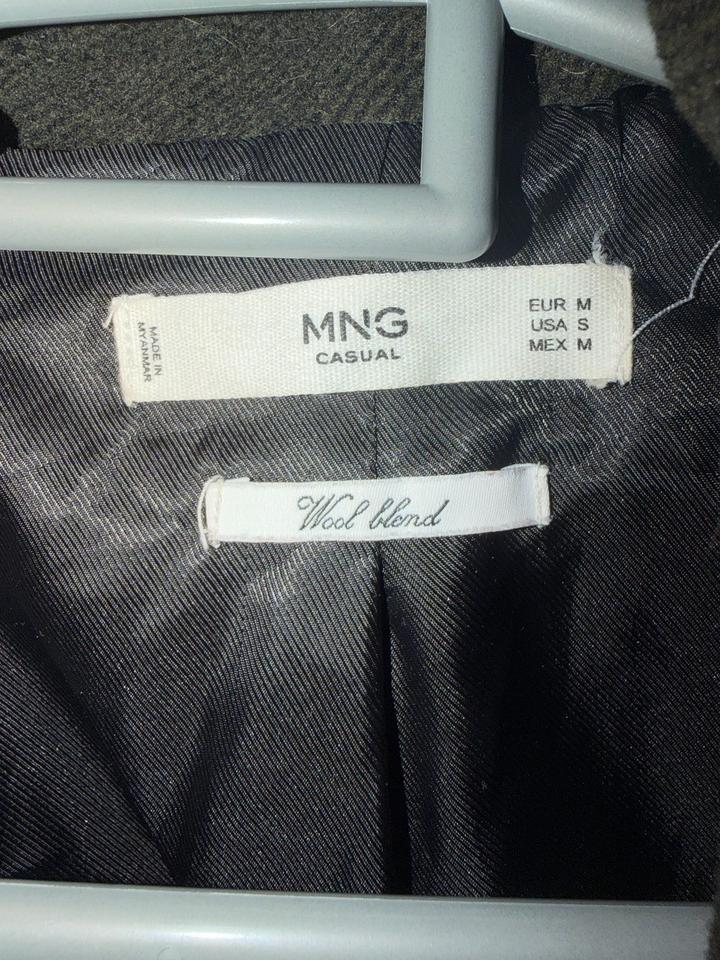 MADE IN
MYANMAR
MNG
CASUAL
EUR M
USA S
MEX M
Wool blend